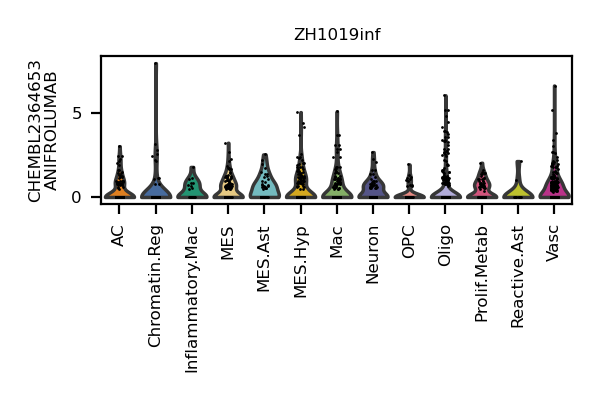 ZH1019inf
CHEMBL2364653
ANIFROLUMAB
5
0
AC
Chromatin.Reg
Inflammatory.Mac
MES
MES.Ast
MES.Hyp
Mac
Neuron
OPC
Oligo
Prolif.Metab
Reactive.Ast
Vasc